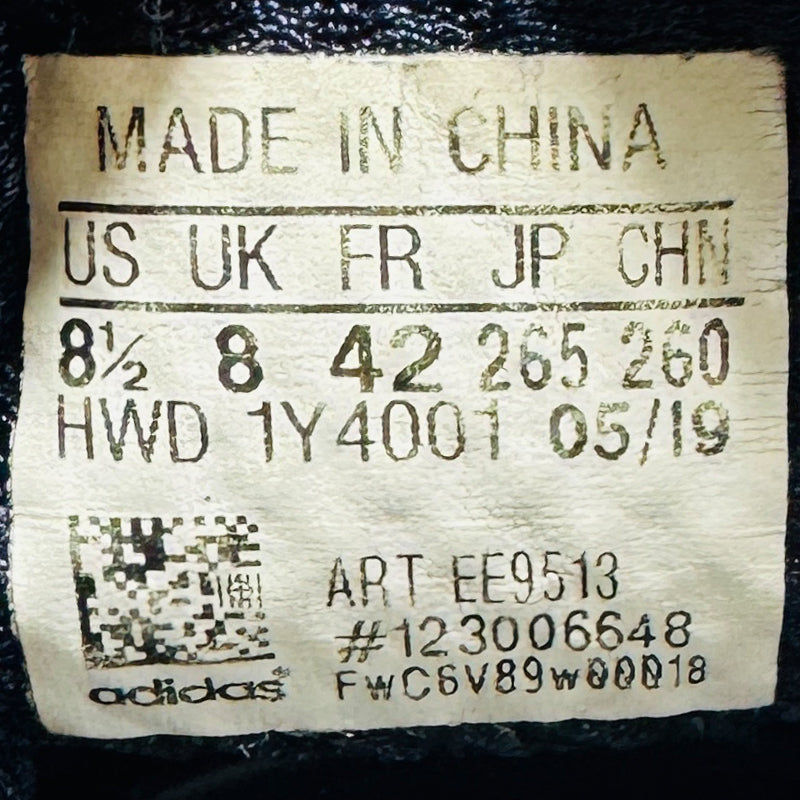 MADE IN CHINA
US UK FR JP CHN
8½ 8 42 265 260
HWD 1Y4001 05/19
ART EE9513
#123006648
FWC6V89W00018
adidas